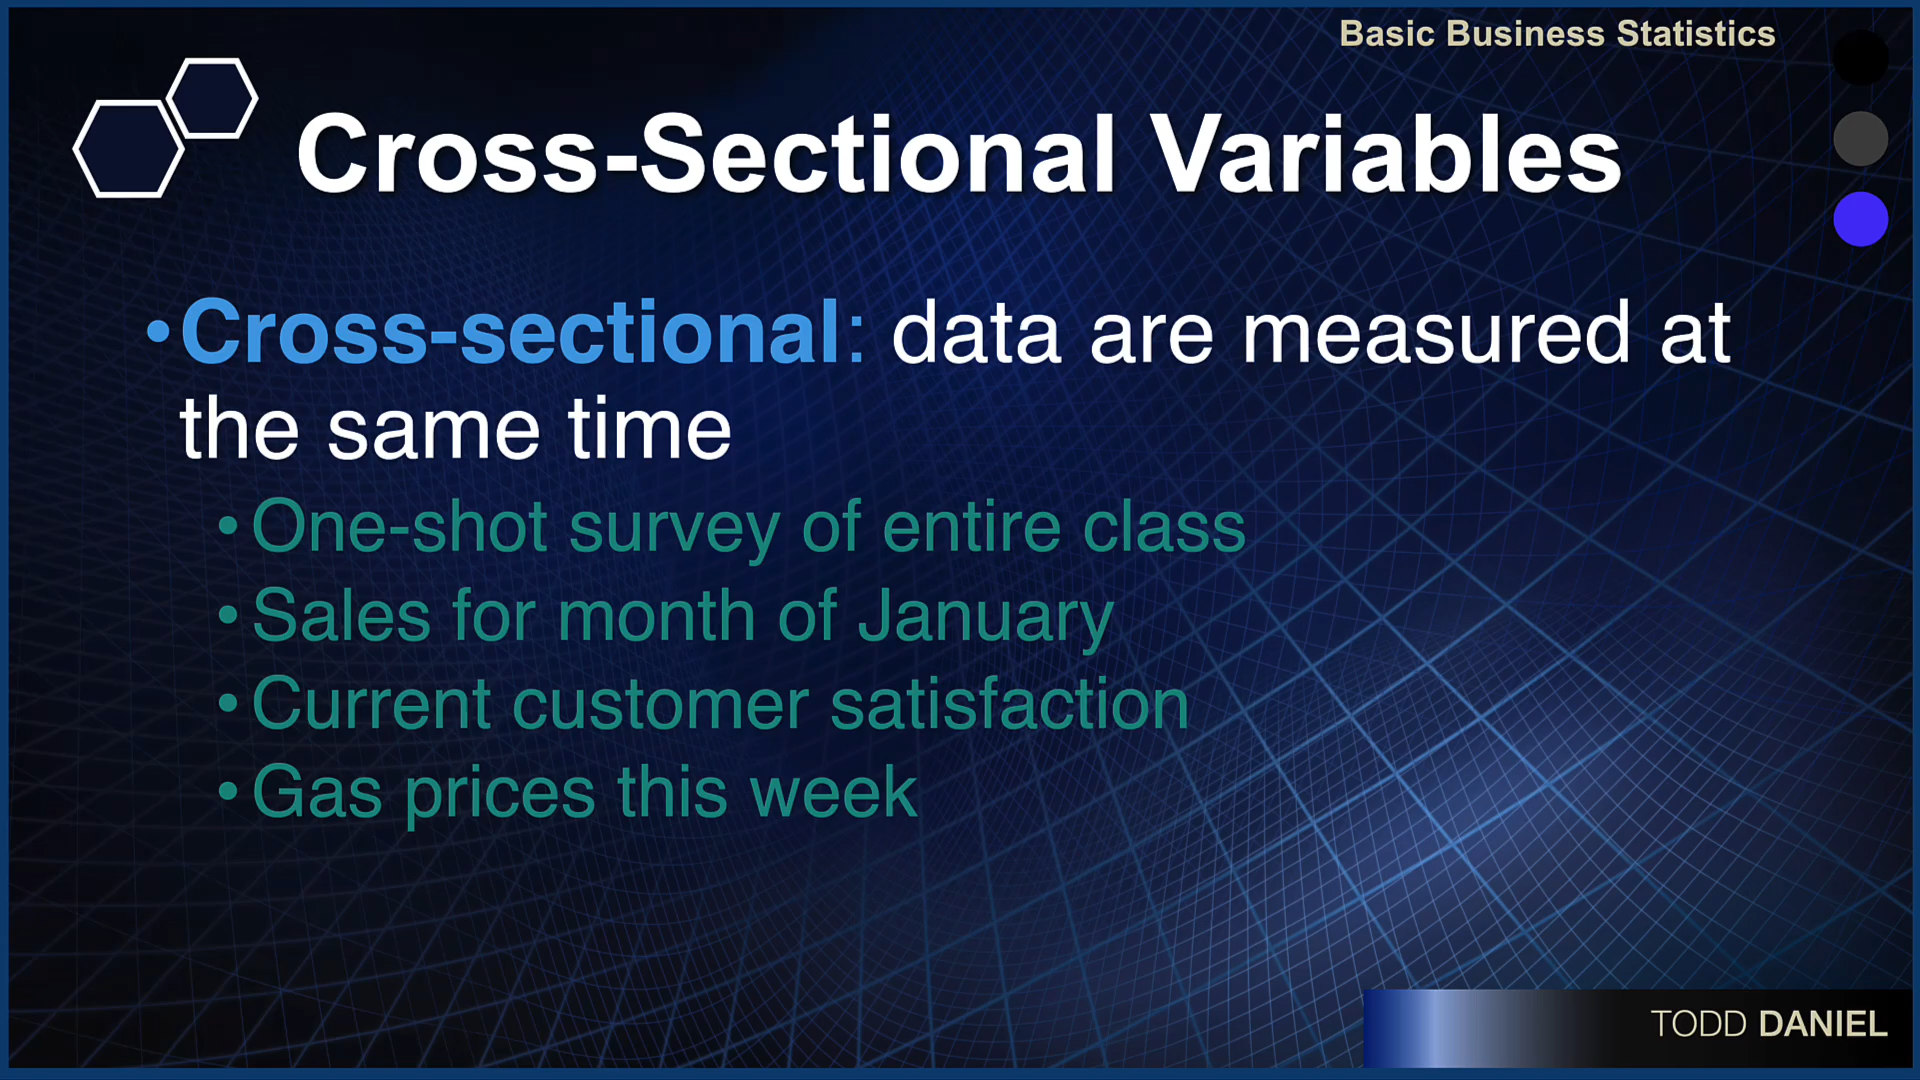 Basic Business Statistics
Cross-Sectional Variables
•Cross-sectional: data are measured at
the same time
•One-shot survey of entire class
•Sales for month of January
•Current customer satisfaction
•Gas prices this week
TODD DANIEL